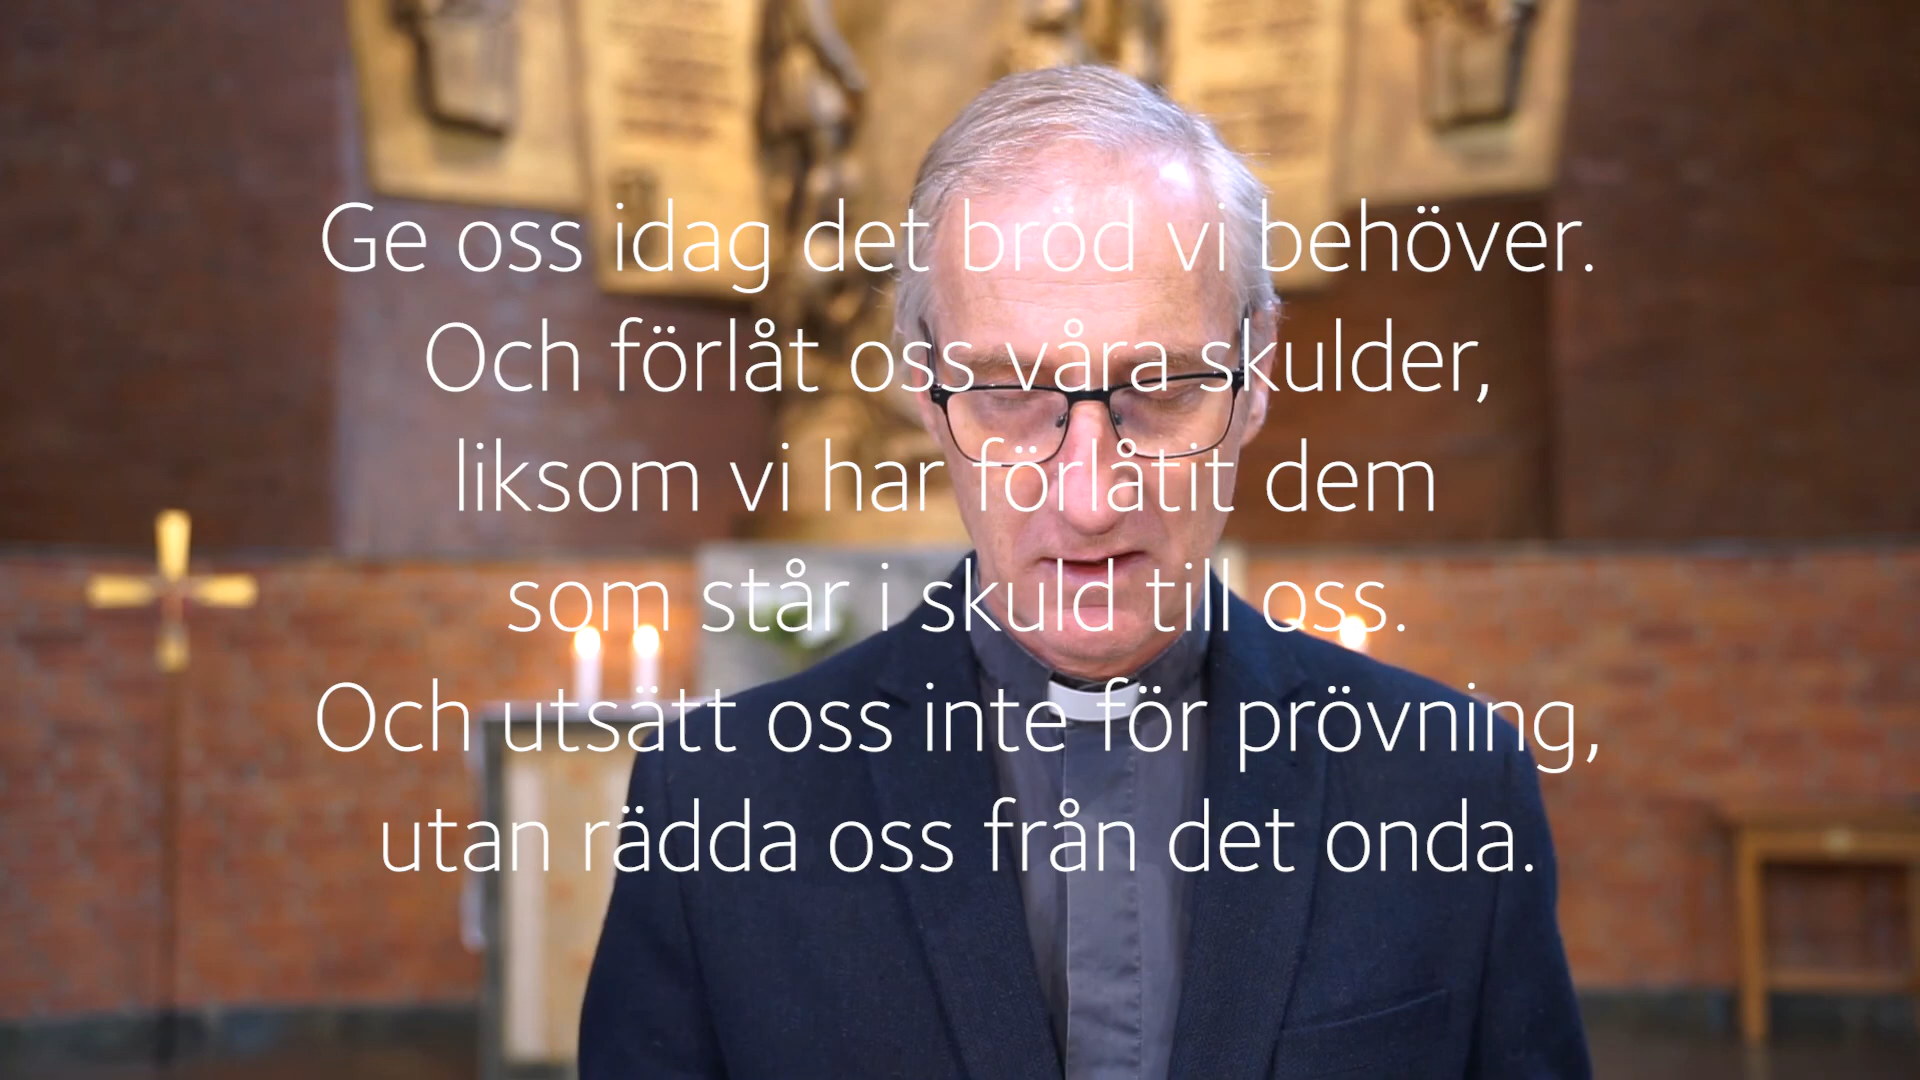 Ge oss idag det bröd vi behöver.
Och förlåt oss våra skulder,
liksom vi har förlåtit dem
som står i skuld till oss.
Och utsätt oss inte för prövning,
utan rädda oss från det onda.